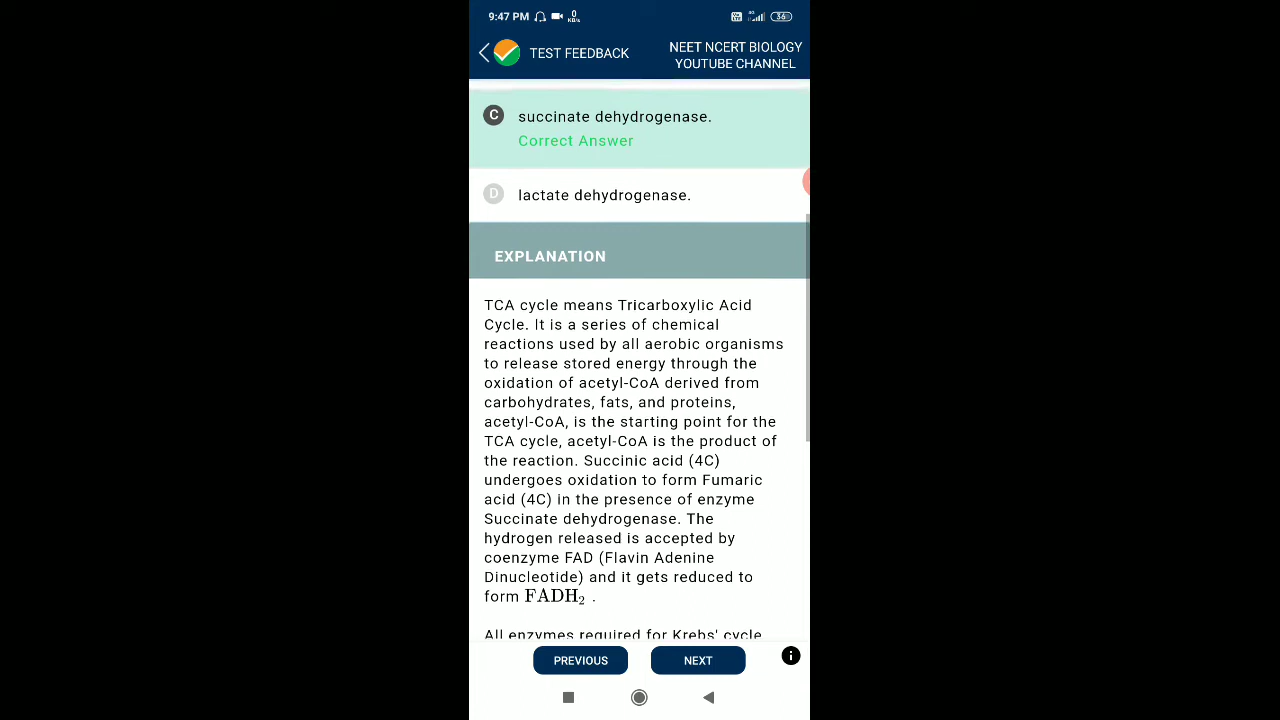 9:47 PM 0 KB/s 4G 36
TEST FEEDBACK
NEET NCERT BIOLOGY
YOUTUBE CHANNEL
C succinate dehydrogenase.
Correct Answer
D lactate dehydrogenase.
EXPLANATION
TCA cycle means Tricarboxylic Acid
Cycle. It is a series of chemical
reactions used by all aerobic organisms
to release stored energy through the
oxidation of acetyl-CoA derived from
carbohydrates, fats, and proteins,
acetyl-CoA, is the starting point for the
TCA cycle, acetyl-CoA is the product of
the reaction. Succinic acid (4C)
undergoes oxidation to form Fumaric
acid (4C) in the presence of enzyme
Succinate dehydrogenase. The
hydrogen released is accepted by
coenzyme FAD (Flavin Adenine
Dinucleotide) and it gets reduced to
form FADH₂ .
All enzymes required for Krebs' cycle
PREVIOUS NEXT